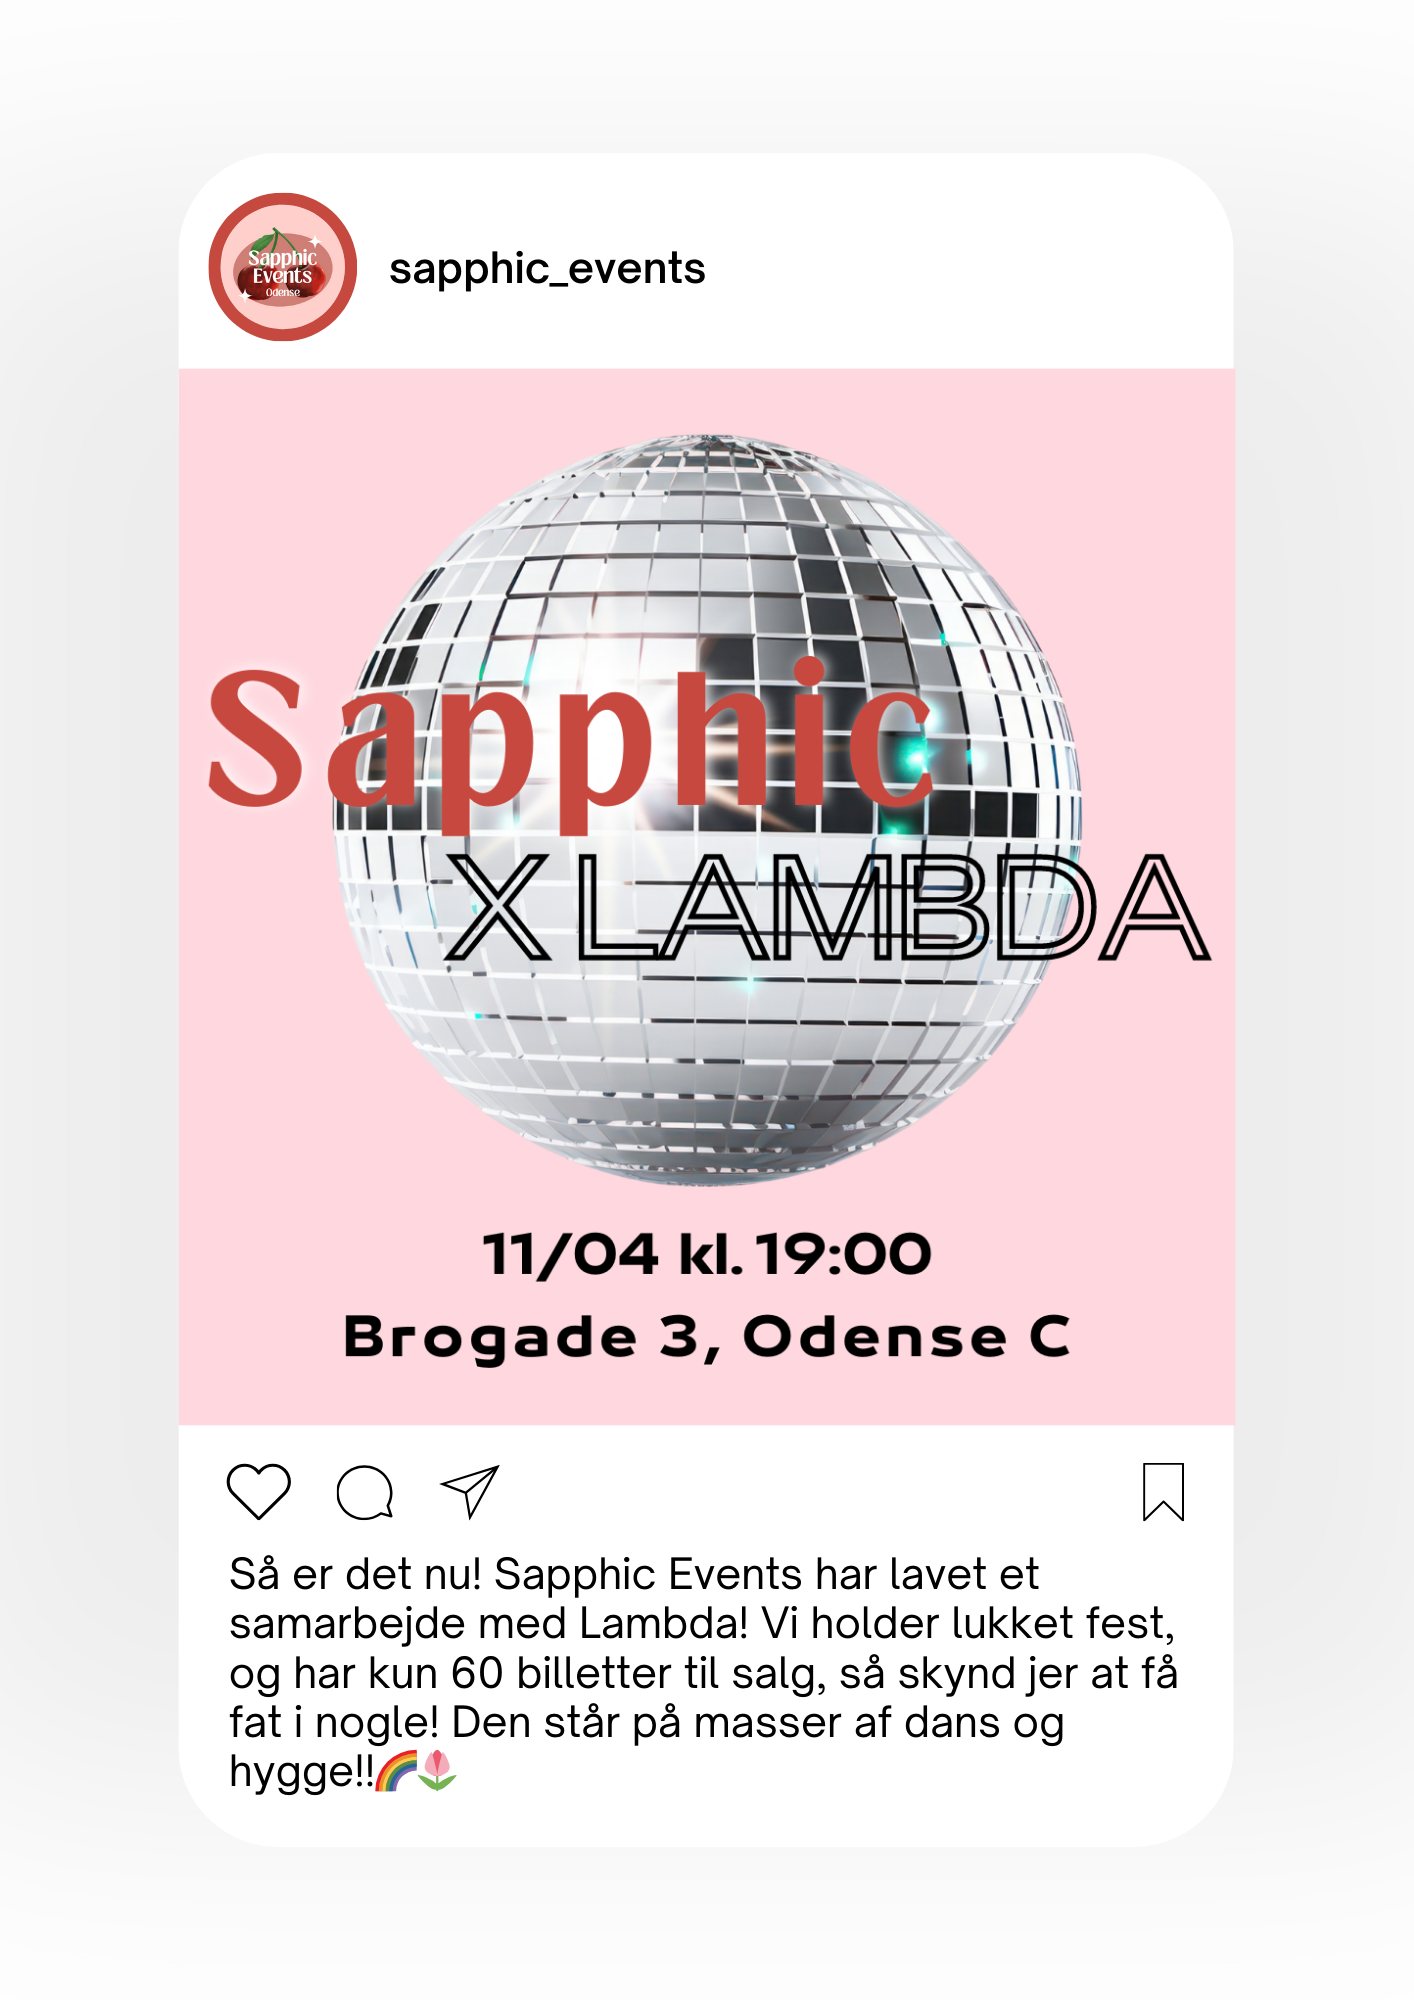 Sapphic
Events
Odense
sapphic_events
Sapphic
X LAMBDA
11/04 kl. 19:00
Brogade 3, Odense C
Så er det nu! Sapphic Events har lavet et
samarbejde med Lambda! Vi holder lukket fest,
og har kun 60 billetter til salg, så skynd jer at få
fat i nogle! Den står på masser af dans og
hygge!!🌈🌷